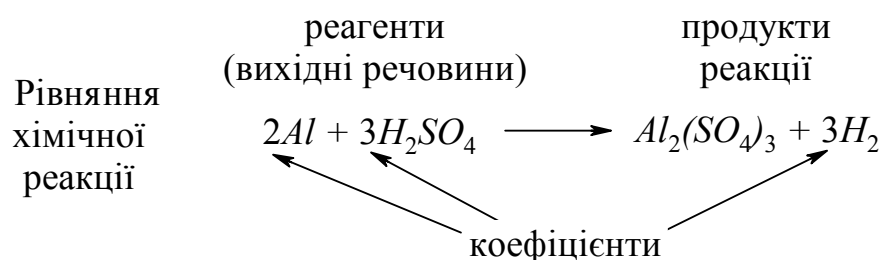 реагенти
(вихідні речовини)
продукти
реакції
Рівняння
хімічної
реакції
2Al + 3H₂SO₄ → Al₂(SO₄)₃ + 3H₂
коефіцієнти